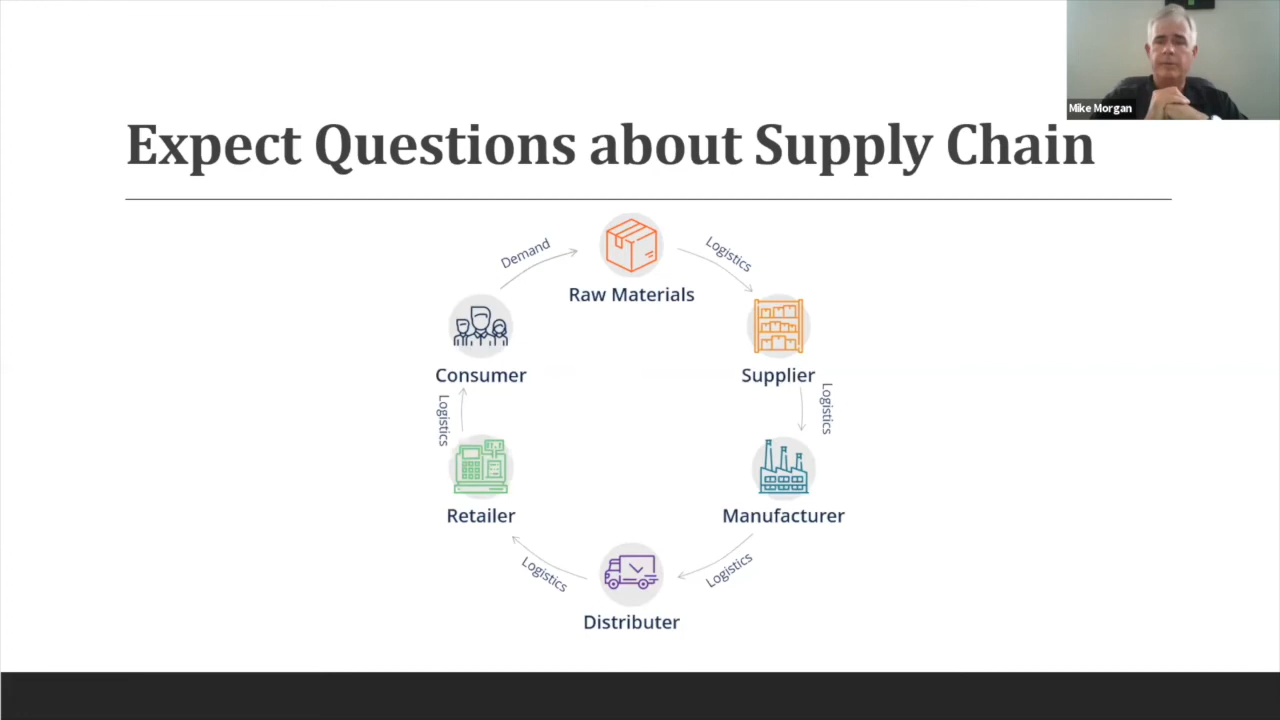 Mike Morgan
Expect Questions about Supply Chain
Demand
Logistics
Raw Materials
Consumer
Supplier
Logistics
Logistics
Retailer
Manufacturer
Logistics
Logistics
Distributer